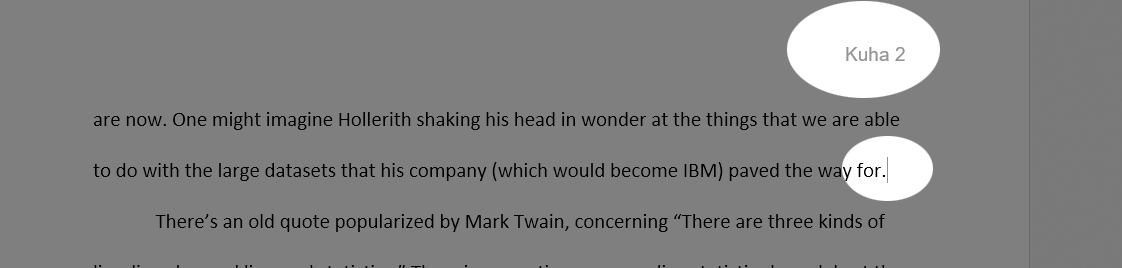 Kuha 2
are now. One might imagine Hollerith shaking his head in wonder at the things that we are able
to do with the large datasets that his company (which would become IBM) paved the way for.
There’s an old quote popularized by Mark Twain, concerning “There are three kinds of